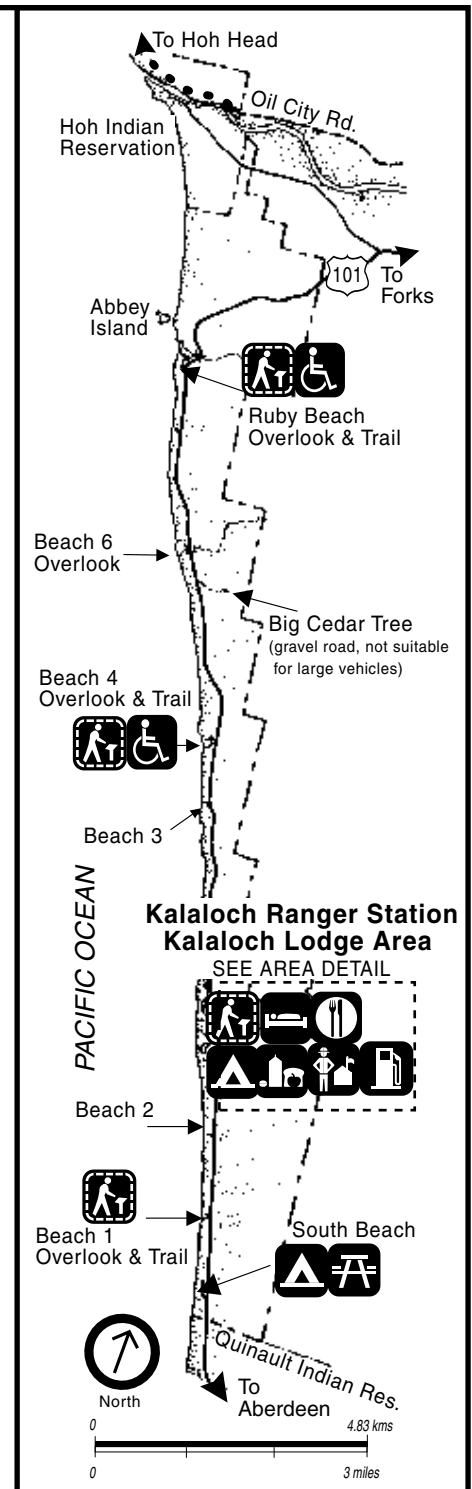 To Hoh Head
Oil City Rd.
Hoh Indian
Reservation
101
To
Forks
Abbey
Island
Ruby Beach
Overlook & Trail
Beach 6
Overlook
Big Cedar Tree
(gravel road, not suitable
for large vehicles)
Beach 4
Overlook & Trail
Beach 3
PACIFIC OCEAN
Kalaloch Ranger Station
Kalaloch Lodge Area
SEE AREA DETAIL
Beach 2
Beach 1
Overlook & Trail
South Beach
Quinault Indian Res.
North
To
Aberdeen
0 4.83 kms
0 3 miles